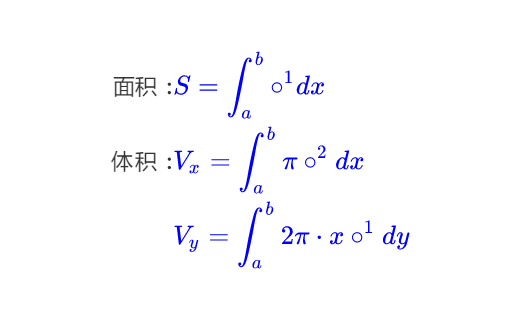 面积 :$S = \int_a^b \circ^1 dx$
体积 :$V_x = \int_a^b \pi \circ^2 dx$
$V_y = \int_a^b 2\pi \cdot x \circ^1 dy$